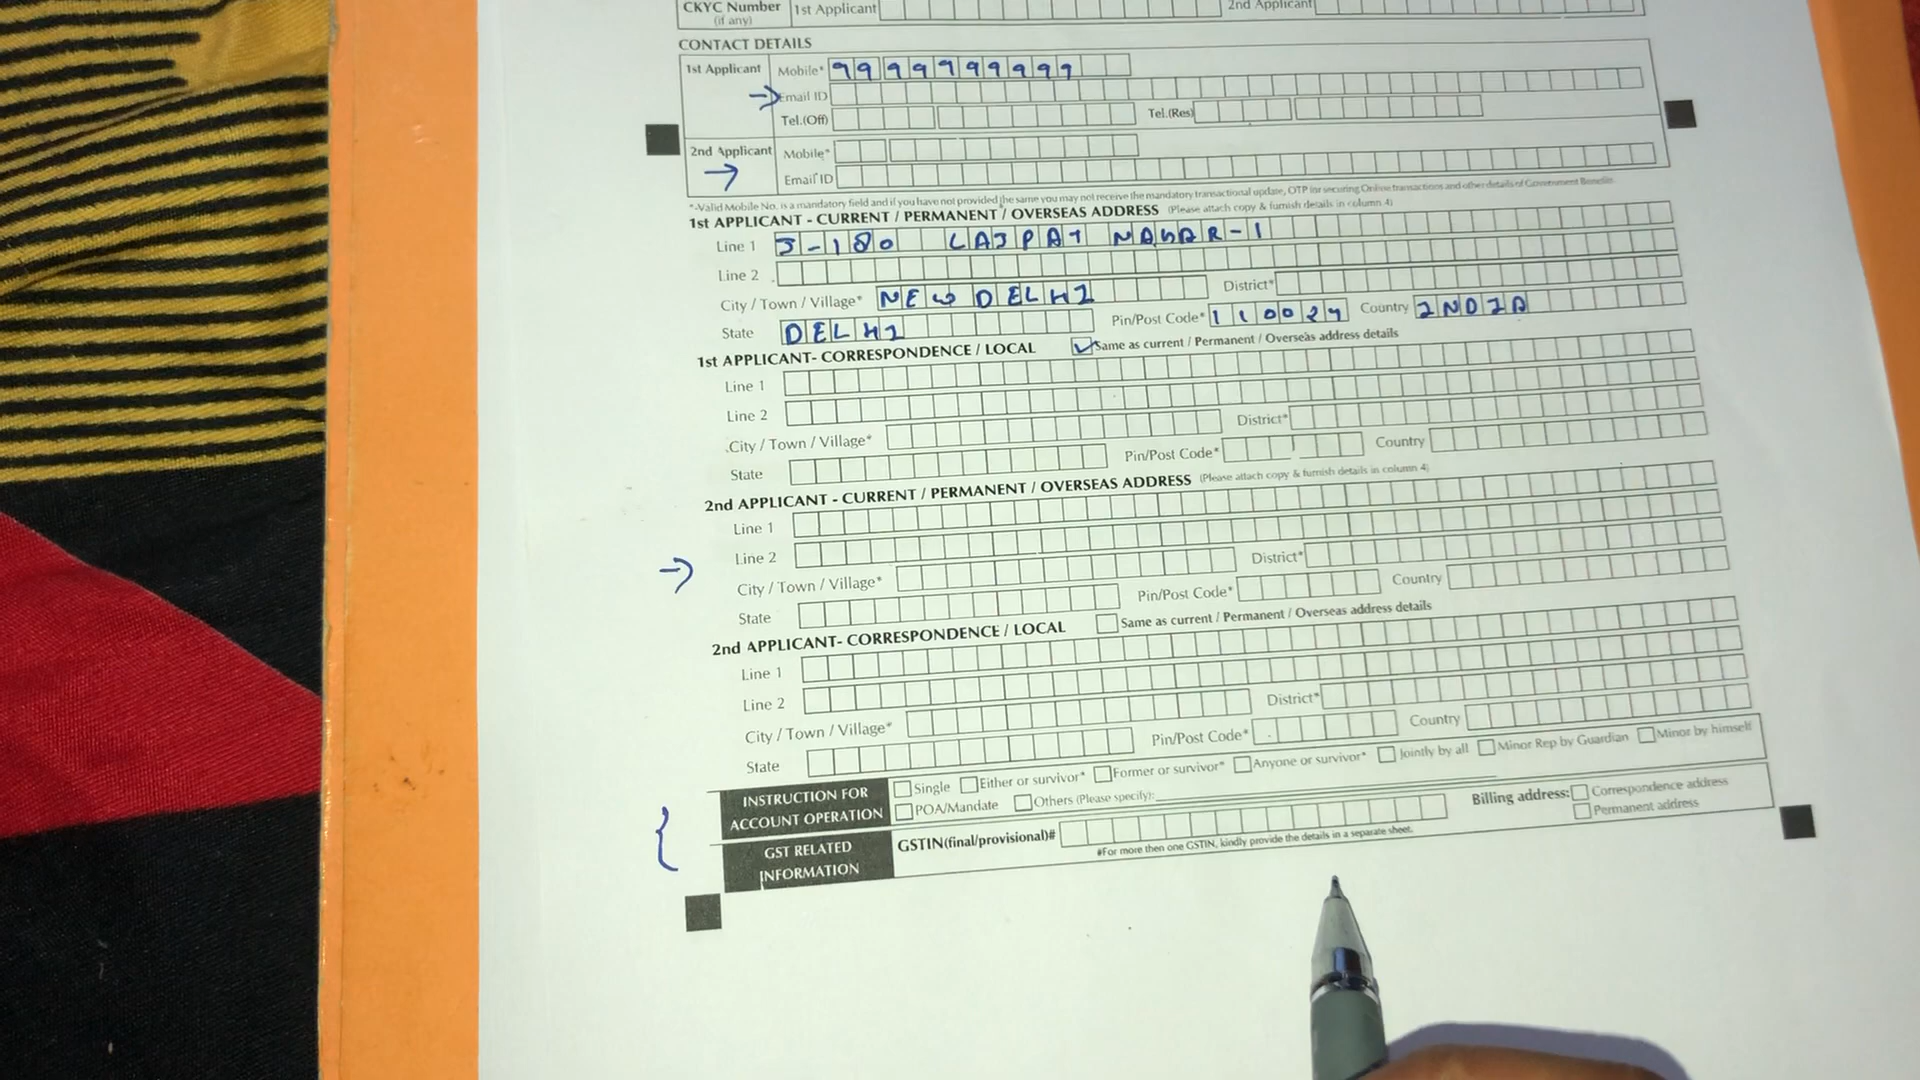 CKYC Number 1st Applicant 2nd Applicant
(if any)
CONTACT DETAILS
1st Applicant Mobile* 9999999999
Email ID
Tel.(Off) Tel.(Res)
2nd Applicant Mobile*
Email ID
*-Valid Mobile No. is a mandatory field and if you have not provided the same you may not receive the mandatory transactional update, OTP for securing Online transactions and other details of Government Benefits.
1st APPLICANT - CURRENT / PERMANENT / OVERSEAS ADDRESS (Please attach copy & furnish details in column 4)
Line 1 J-180 LAJPAT NAGAR-1
Line 2
City / Town / Village* NEW DELHI District*
State DELHI Pin/Post Code* 110024 Country INDIA
1st APPLICANT- CORRESPONDENCE / LOCAL Same as current / Permanent / Overseas address details
Line 1
Line 2
City / Town / Village* District*
State Pin/Post Code* Country
2nd APPLICANT - CURRENT / PERMANENT / OVERSEAS ADDRESS (Please attach copy & furnish details in column 4)
Line 1
Line 2
City / Town / Village* District*
State Pin/Post Code* Country
2nd APPLICANT- CORRESPONDENCE / LOCAL Same as current / Permanent / Overseas address details
Line 1
Line 2
City / Town / Village* District*
State Pin/Post Code* Country
INSTRUCTION FOR ACCOUNT OPERATION Single Either or survivor* Former or survivor* Anyone or survivor* Jointly by all Minor Rep by Guardian Minor by himself
POA/Mandate Others (Please specify):
GST RELATED INFORMATION GSTIN(final/provisional)# Billing address: Correspondence address
Permanent address
#For more then one GSTIN, kindly provide the details in a separate sheet.